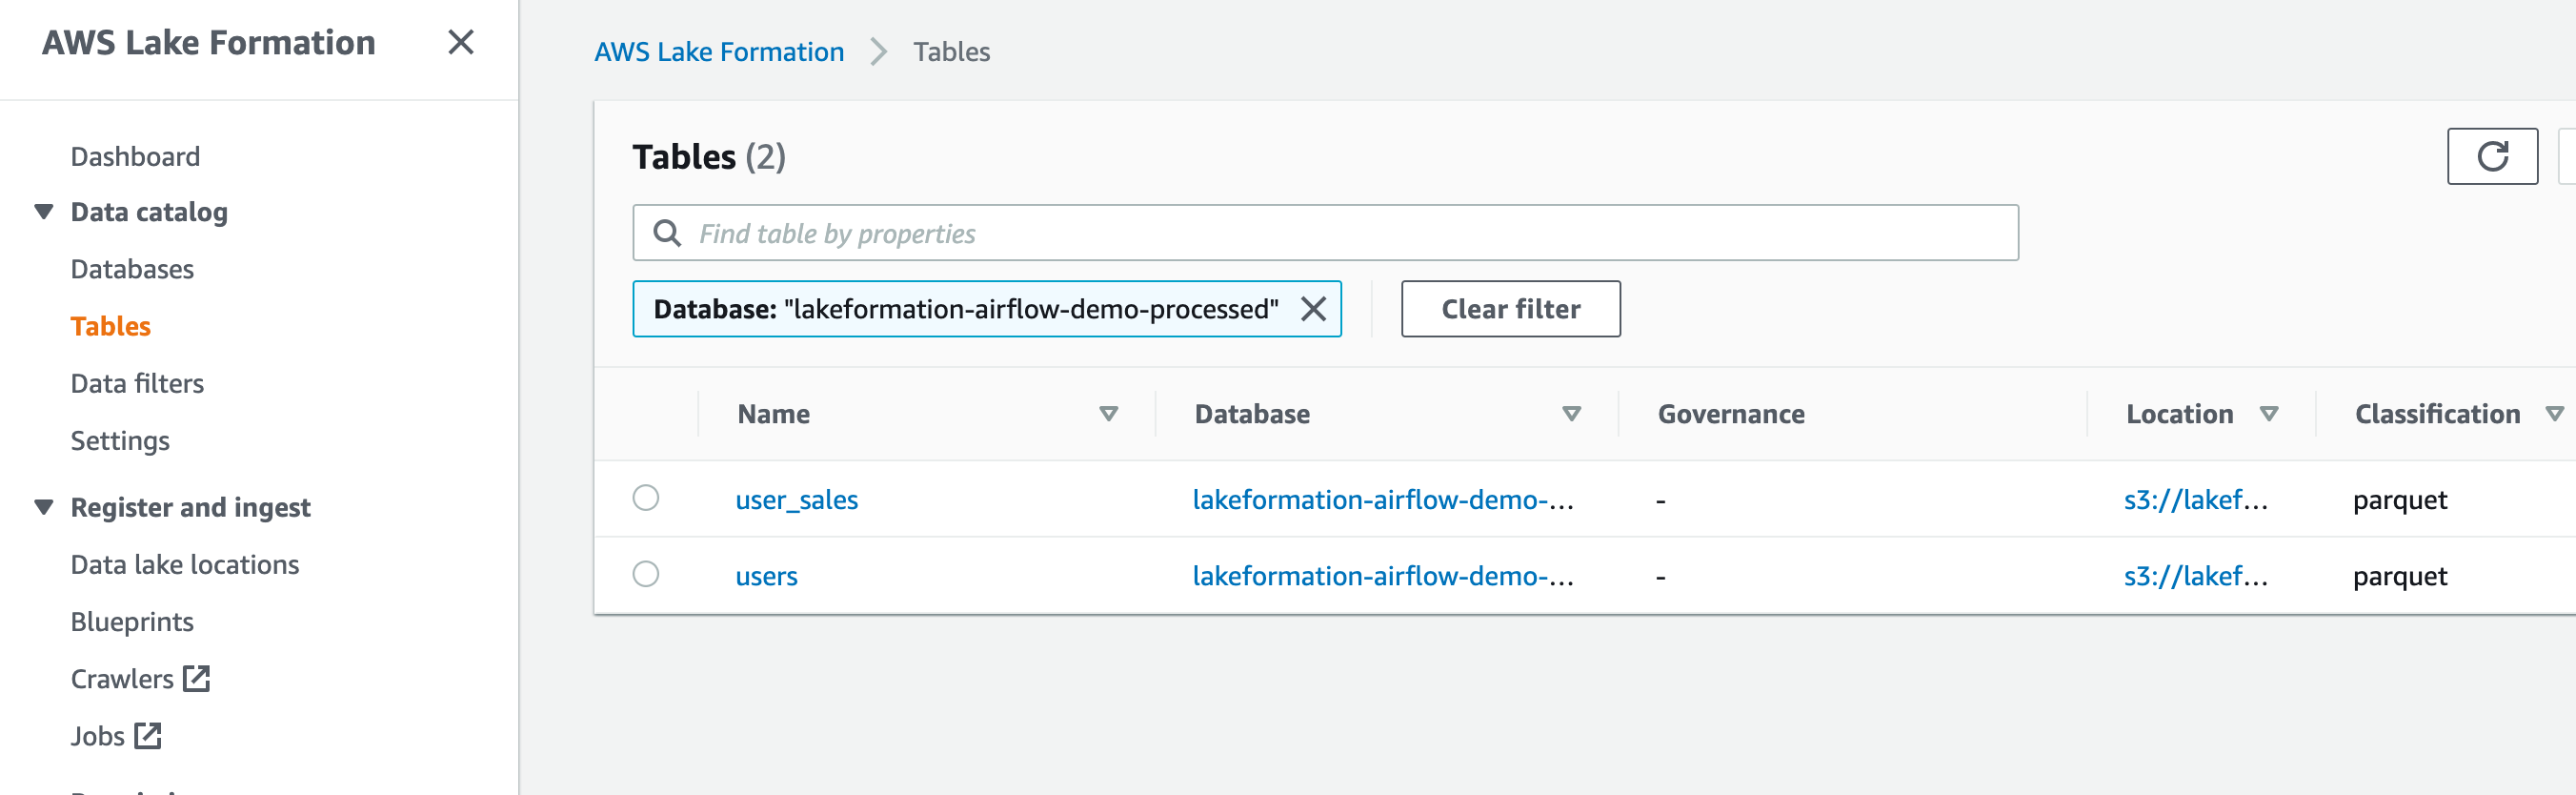 AWS Lake Formation
Dashboard
Data catalog
Databases
Tables
Data filters
Settings
Register and ingest
Data lake locations
Blueprints
Crawlers
Jobs
AWS Lake Formation > Tables
Tables (2)
Find table by properties
Database: "lakeformation-airflow-demo-processed"
Clear filter
Name Database Governance Location Classification
user_sales lakeformation-airflow-demo-... - s3://lakef... parquet
users lakeformation-airflow-demo-... - s3://lakef... parquet